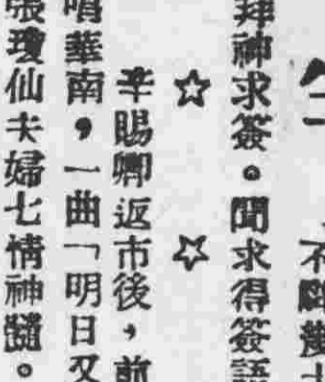 拜神求簽。聞求得簽語
☆ ☆
辛賜卿返市後，前
唱華南，一曲「明日又
張瓊仙夫婦七情神髓。